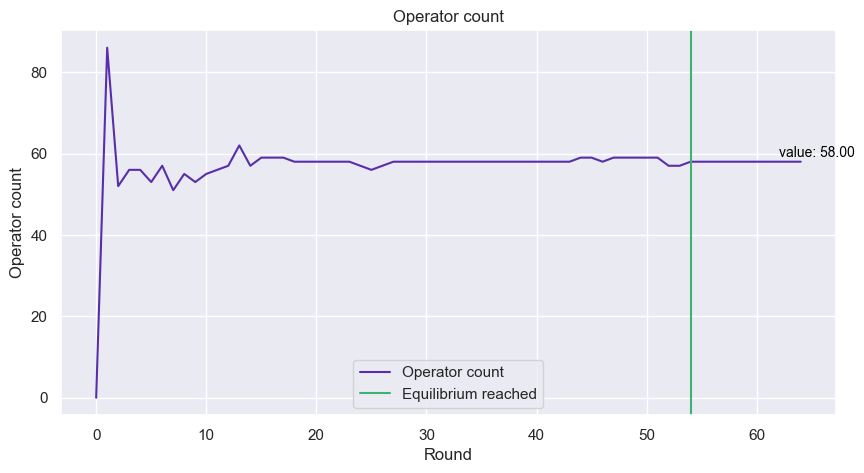 Operator count
Operator count
80
60
40
20
0
value: 58.00
Operator count
Equilibrium reached
0 10 20 30 40 50 60
Round